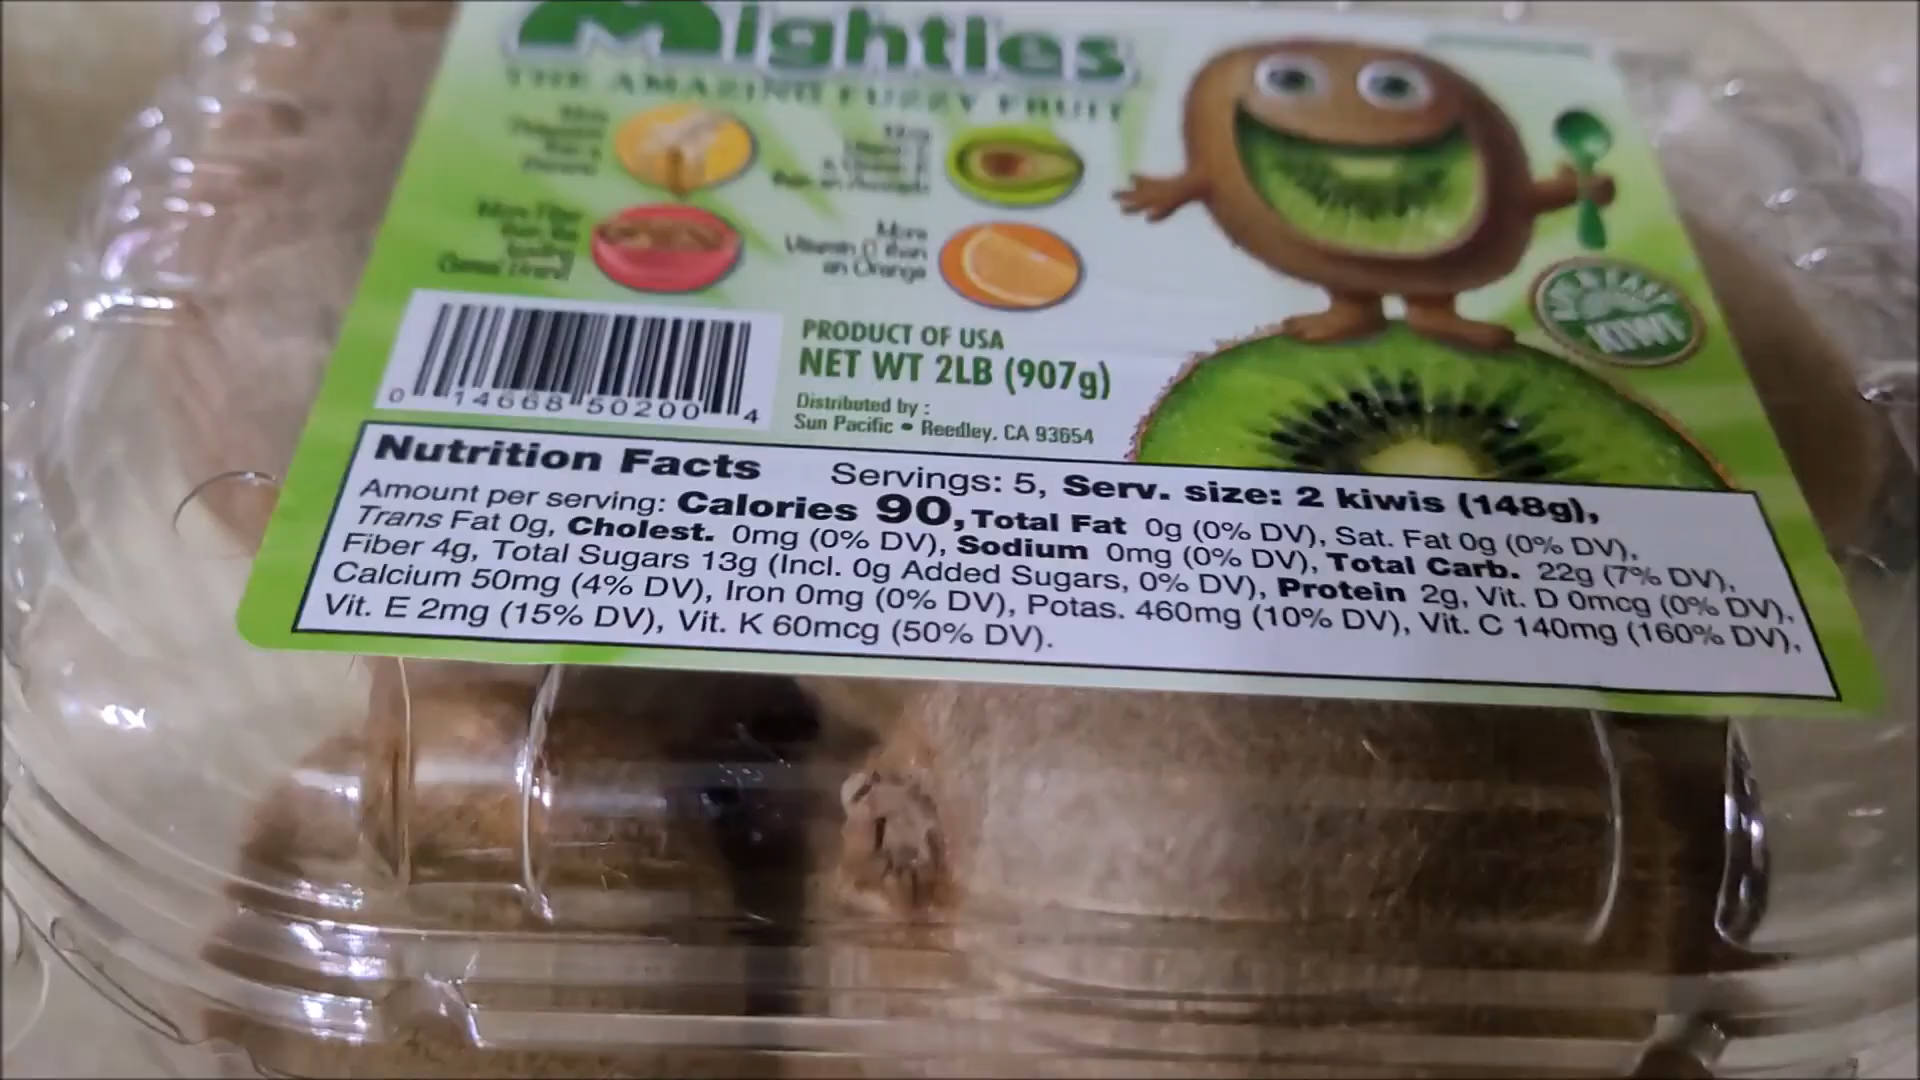 Mighties
THE AMAZING FUZZY FRUIT
More
Vitamin C than
an Orange
PRODUCT OF USA
NET WT 2LB (907g)
Distributed by :
Sun Pacific • Reedley, CA 93654
0 14668 50200 4
Nutrition Facts Servings: 5, Serv. size: 2 kiwis (148g),
Amount per serving: Calories 90, Total Fat 0g (0% DV), Sat. Fat 0g (0% DV),
Trans Fat 0g, Cholest. 0mg (0% DV), Sodium 0mg (0% DV), Total Carb. 22g (7% DV),
Fiber 4g, Total Sugars 13g (Incl. 0g Added Sugars, 0% DV), Protein 2g, Vit. D 0mcg (0% DV),
Calcium 50mg (4% DV), Iron 0mg (0% DV), Potas. 460mg (10% DV), Vit. C 140mg (160% DV),
Vit. E 2mg (15% DV), Vit. K 60mcg (50% DV).
KIWI